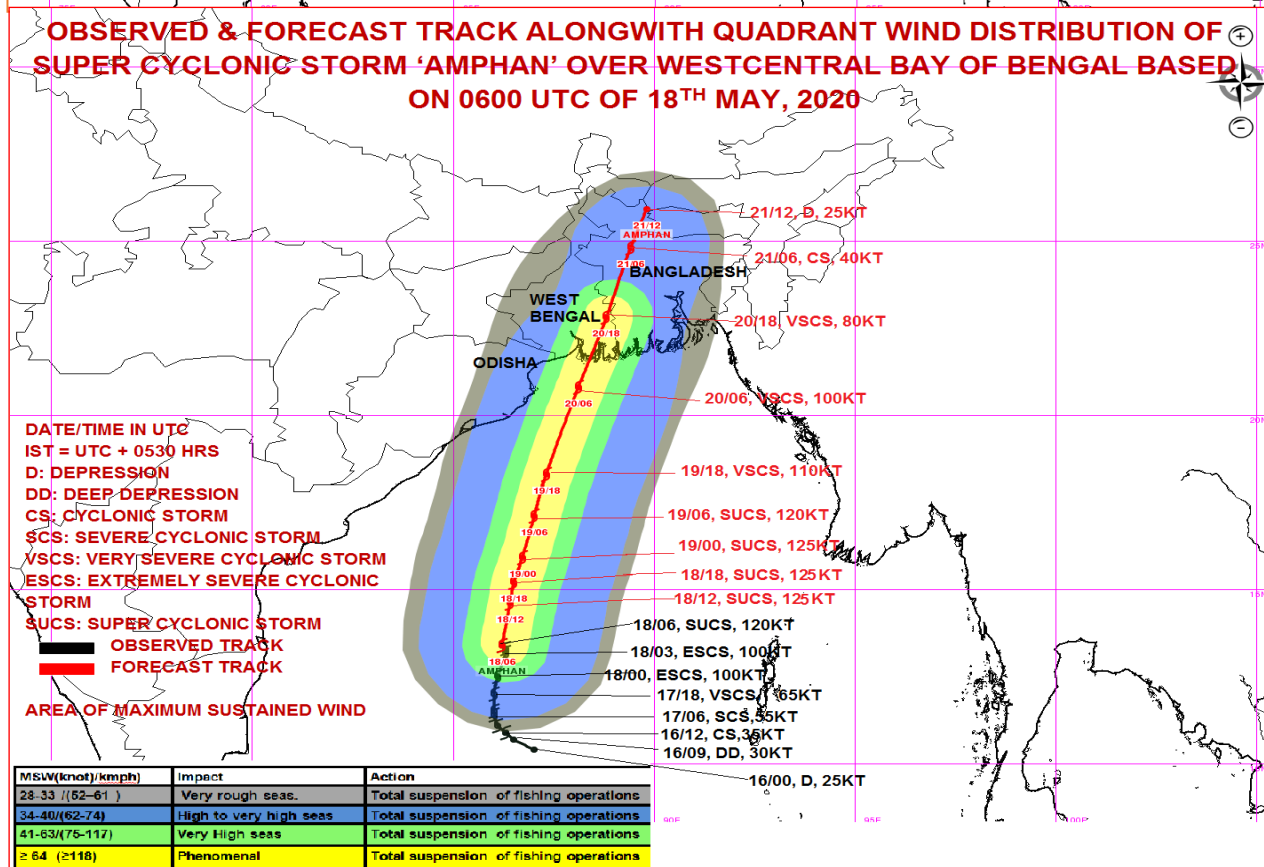 OBSERVED & FORECAST TRACK ALONGWITH QUADRANT WIND DISTRIBUTION OF
SUPER CYCLONIC STORM ‘AMPHAN’ OVER WESTCENTRAL BAY OF BENGAL BASED
ON 0600 UTC OF 18TH MAY, 2020
21/12, D, 25KT
21/12
AMPHAN
25N
21/06, CS, 40KT
21/06
BANGLADESH
WEST
BENGAL
20/18, VSCS, 80KT
20/18
ODISHA
20/06, VSCS, 100KT
20/06
20N
19/18, VSCS, 110KT
19/18
19/06, SUCS, 120KT
19/06
19/00, SUCS, 125KT
19/00
18/18, SUCS, 125KT
15N
18/18
18/12, SUCS, 125KT
18/12
18/06, SUCS, 120KT
18/03, ESCS, 100KT
18/06
AMPHAN
18/00, ESCS, 100KT
17/18, VSCS, 65KT
17/06, SCS, 55KT
16/12, CS,35KT
16/09, DD, 30KT
16/00, D, 25KT
DATE/TIME IN UTC
IST = UTC + 0530 HRS
D: DEPRESSION
DD: DEEP DEPRESSION
CS: CYCLONIC STORM
SCS: SEVERE CYCLONIC STORM
VSCS: VERY SEVERE CYCLONIC STORM
ESCS: EXTREMELY SEVERE CYCLONIC
STORM
SUCS: SUPER CYCLONIC STORM
OBSERVED TRACK
FORECAST TRACK
AREA OF MAXIMUM SUSTAINED WIND
MSW(knot)/kmph) Impact Action
28-33 /(52–61 ) Very rough seas. Total suspension of fishing operations
34-40/(62-74) High to very high seas Total suspension of fishing operations
41-63/(75-117) Very High seas Total suspension of fishing operations
≥ 64 (≥118) Phenomenal Total suspension of fishing operations
90E
95E
100E